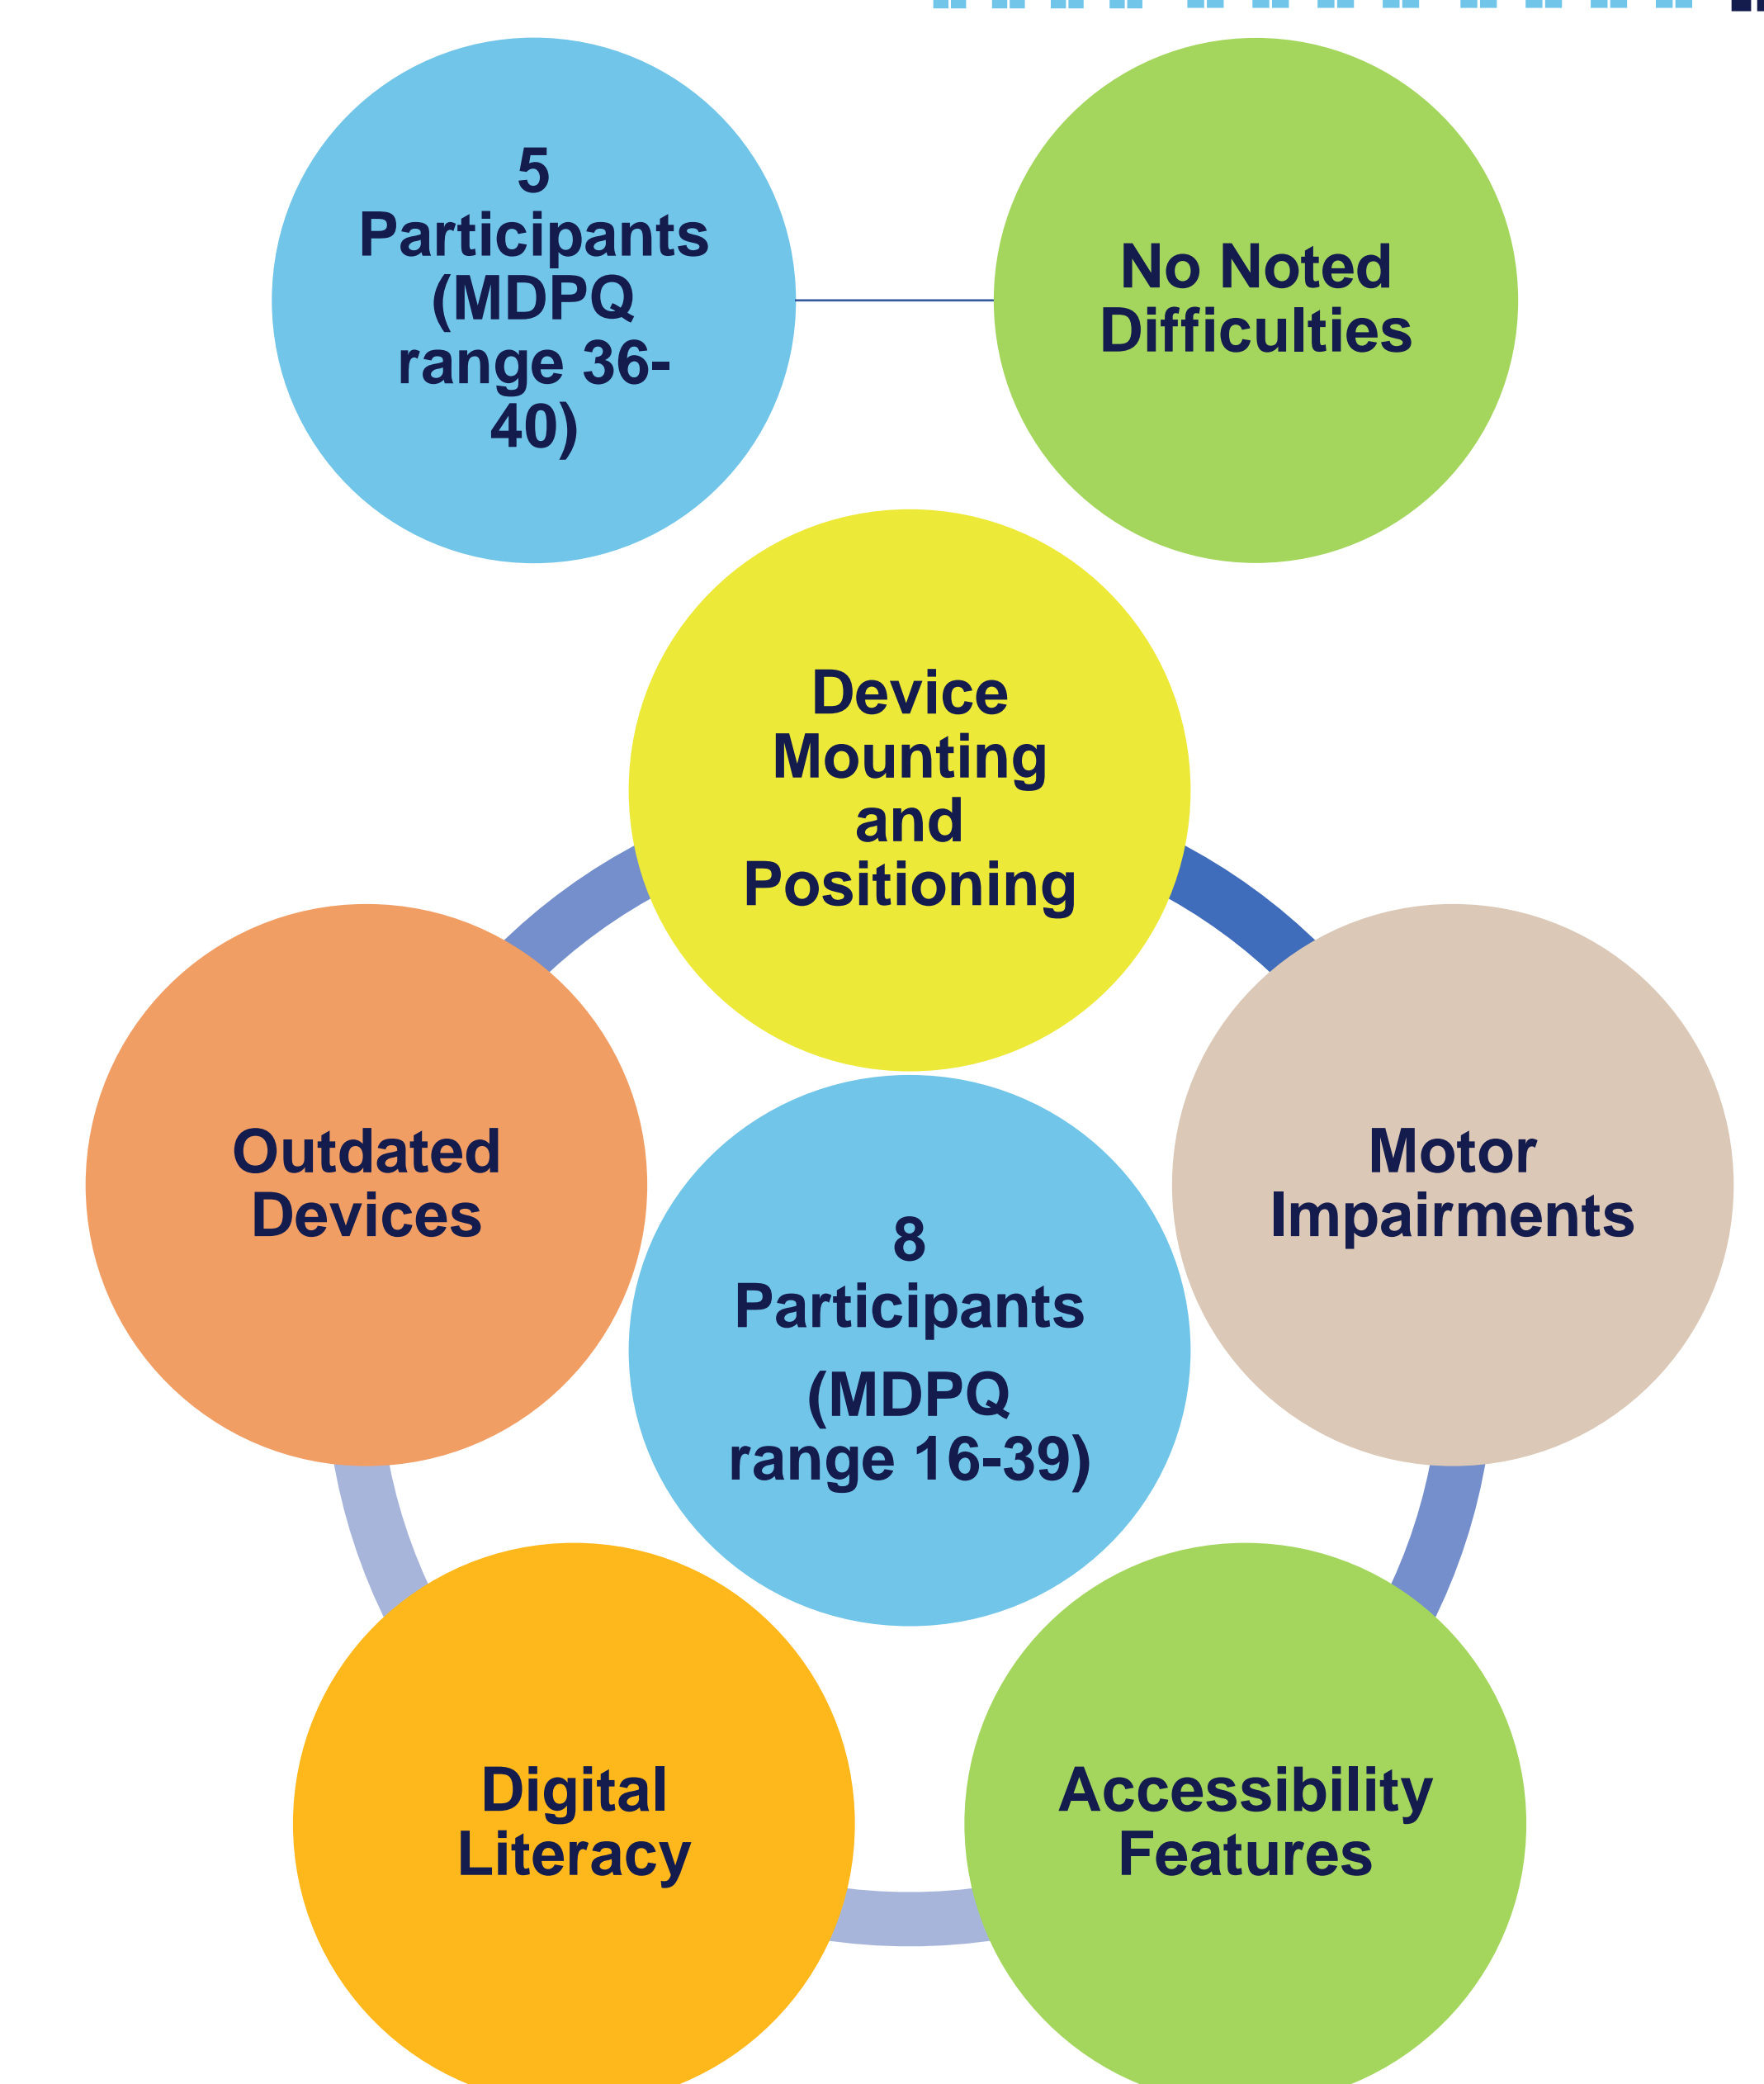 5
Participants
(MDPQ
range 36-
40)
No Noted
Difficulties
Device
Mounting
and
Positioning
Outdated
Devices
Motor
Impairments
8
Participants
(MDPQ
range 16-39)
Digital
Literacy
Accessibility
Features